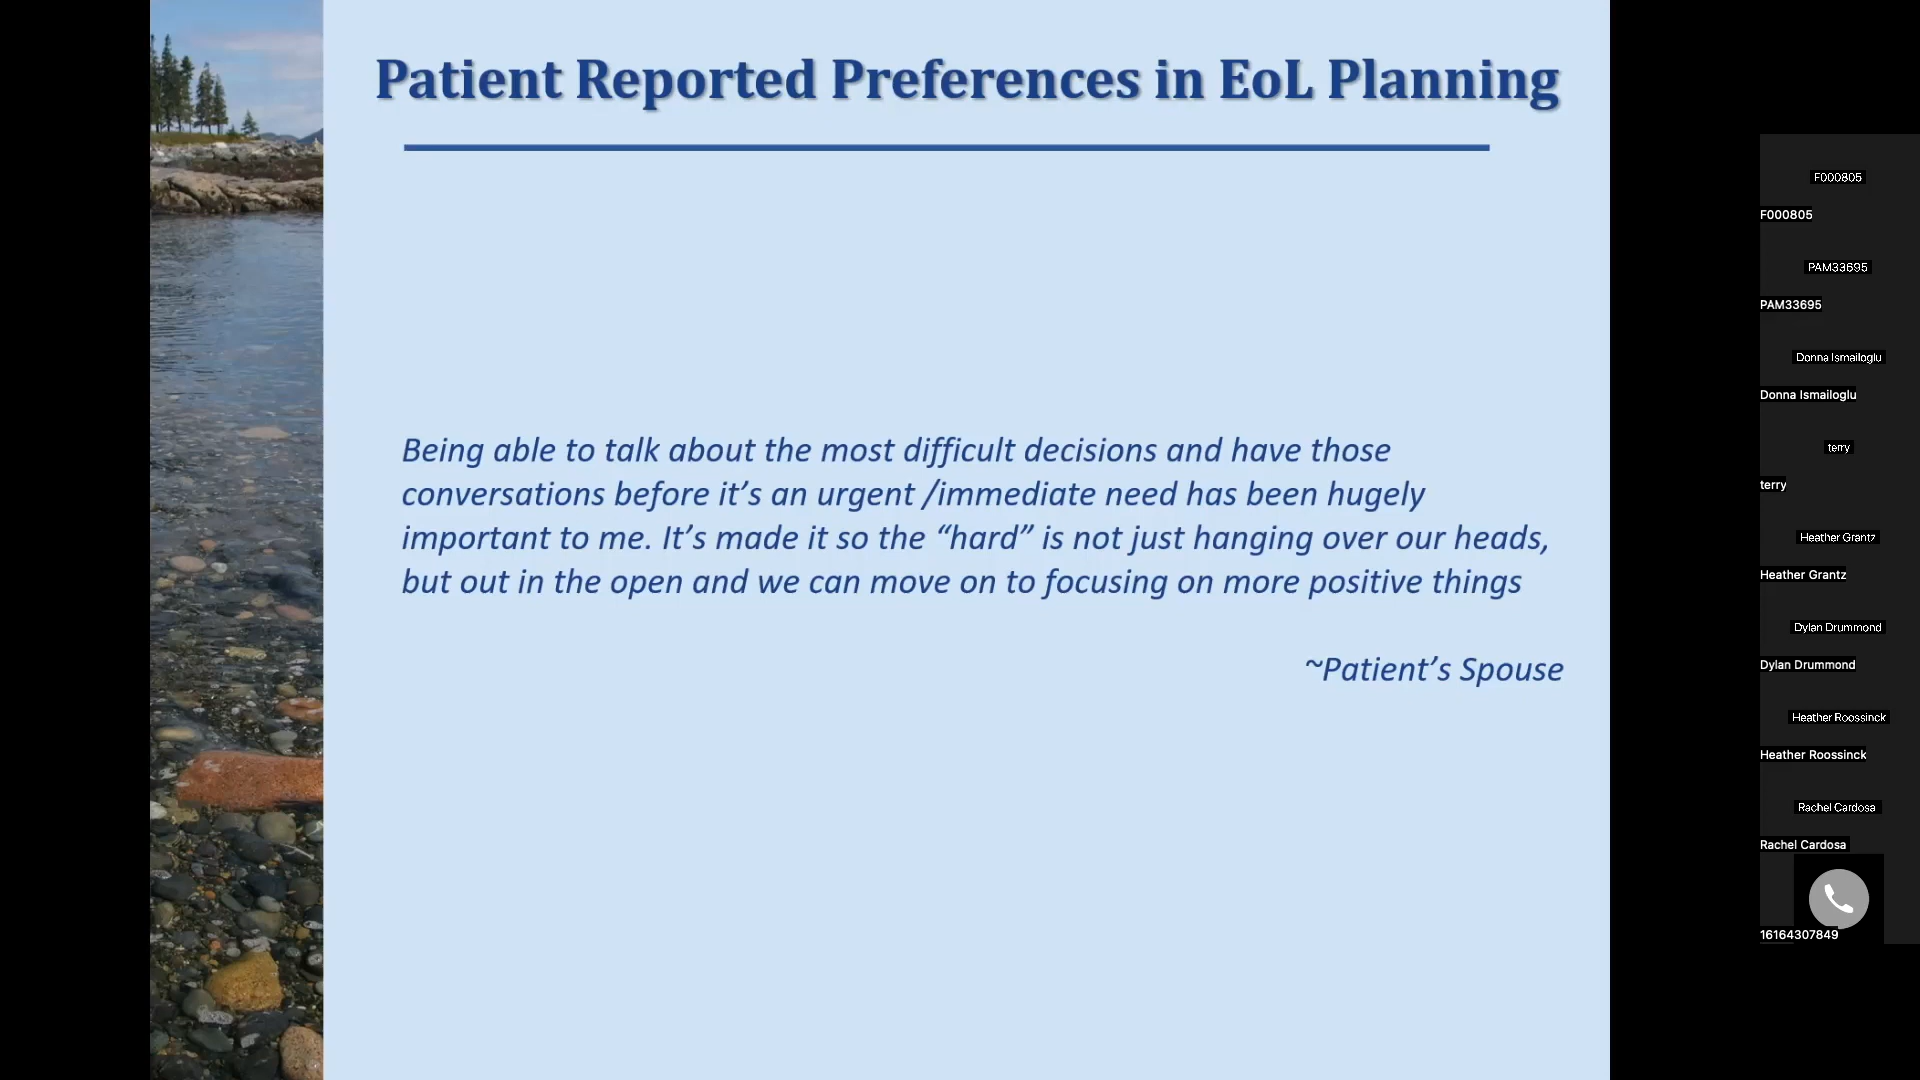 Patient Reported Preferences in EoL Planning
Being able to talk about the most difficult decisions and have those
conversations before it’s an urgent /immediate need has been hugely
important to me. It’s made it so the “hard” is not just hanging over our heads,
but out in the open and we can move on to focusing on more positive things
~Patient’s Spouse
F000805
F000805
PAM33695
PAM33695
Donna Ismailoglu
Donna Ismailoglu
terry
terry
Heather Grantz
Heather Grantz
Dylan Drummond
Dylan Drummond
Heather Roossinck
Heather Roossinck
Rachel Cardosa
Rachel Cardosa
16164307849